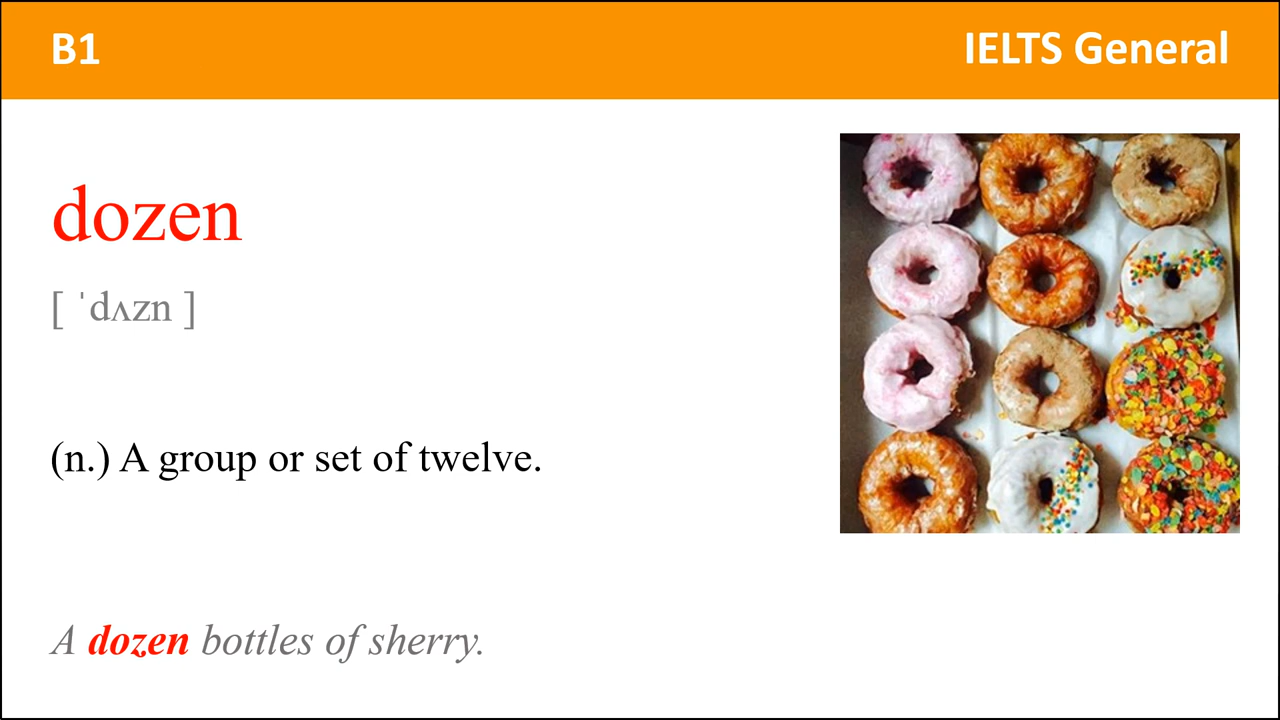 B1
IELTS General
dozen
[ ˈdʌzn ]
(n.) A group or set of twelve.
A dozen bottles of sherry.